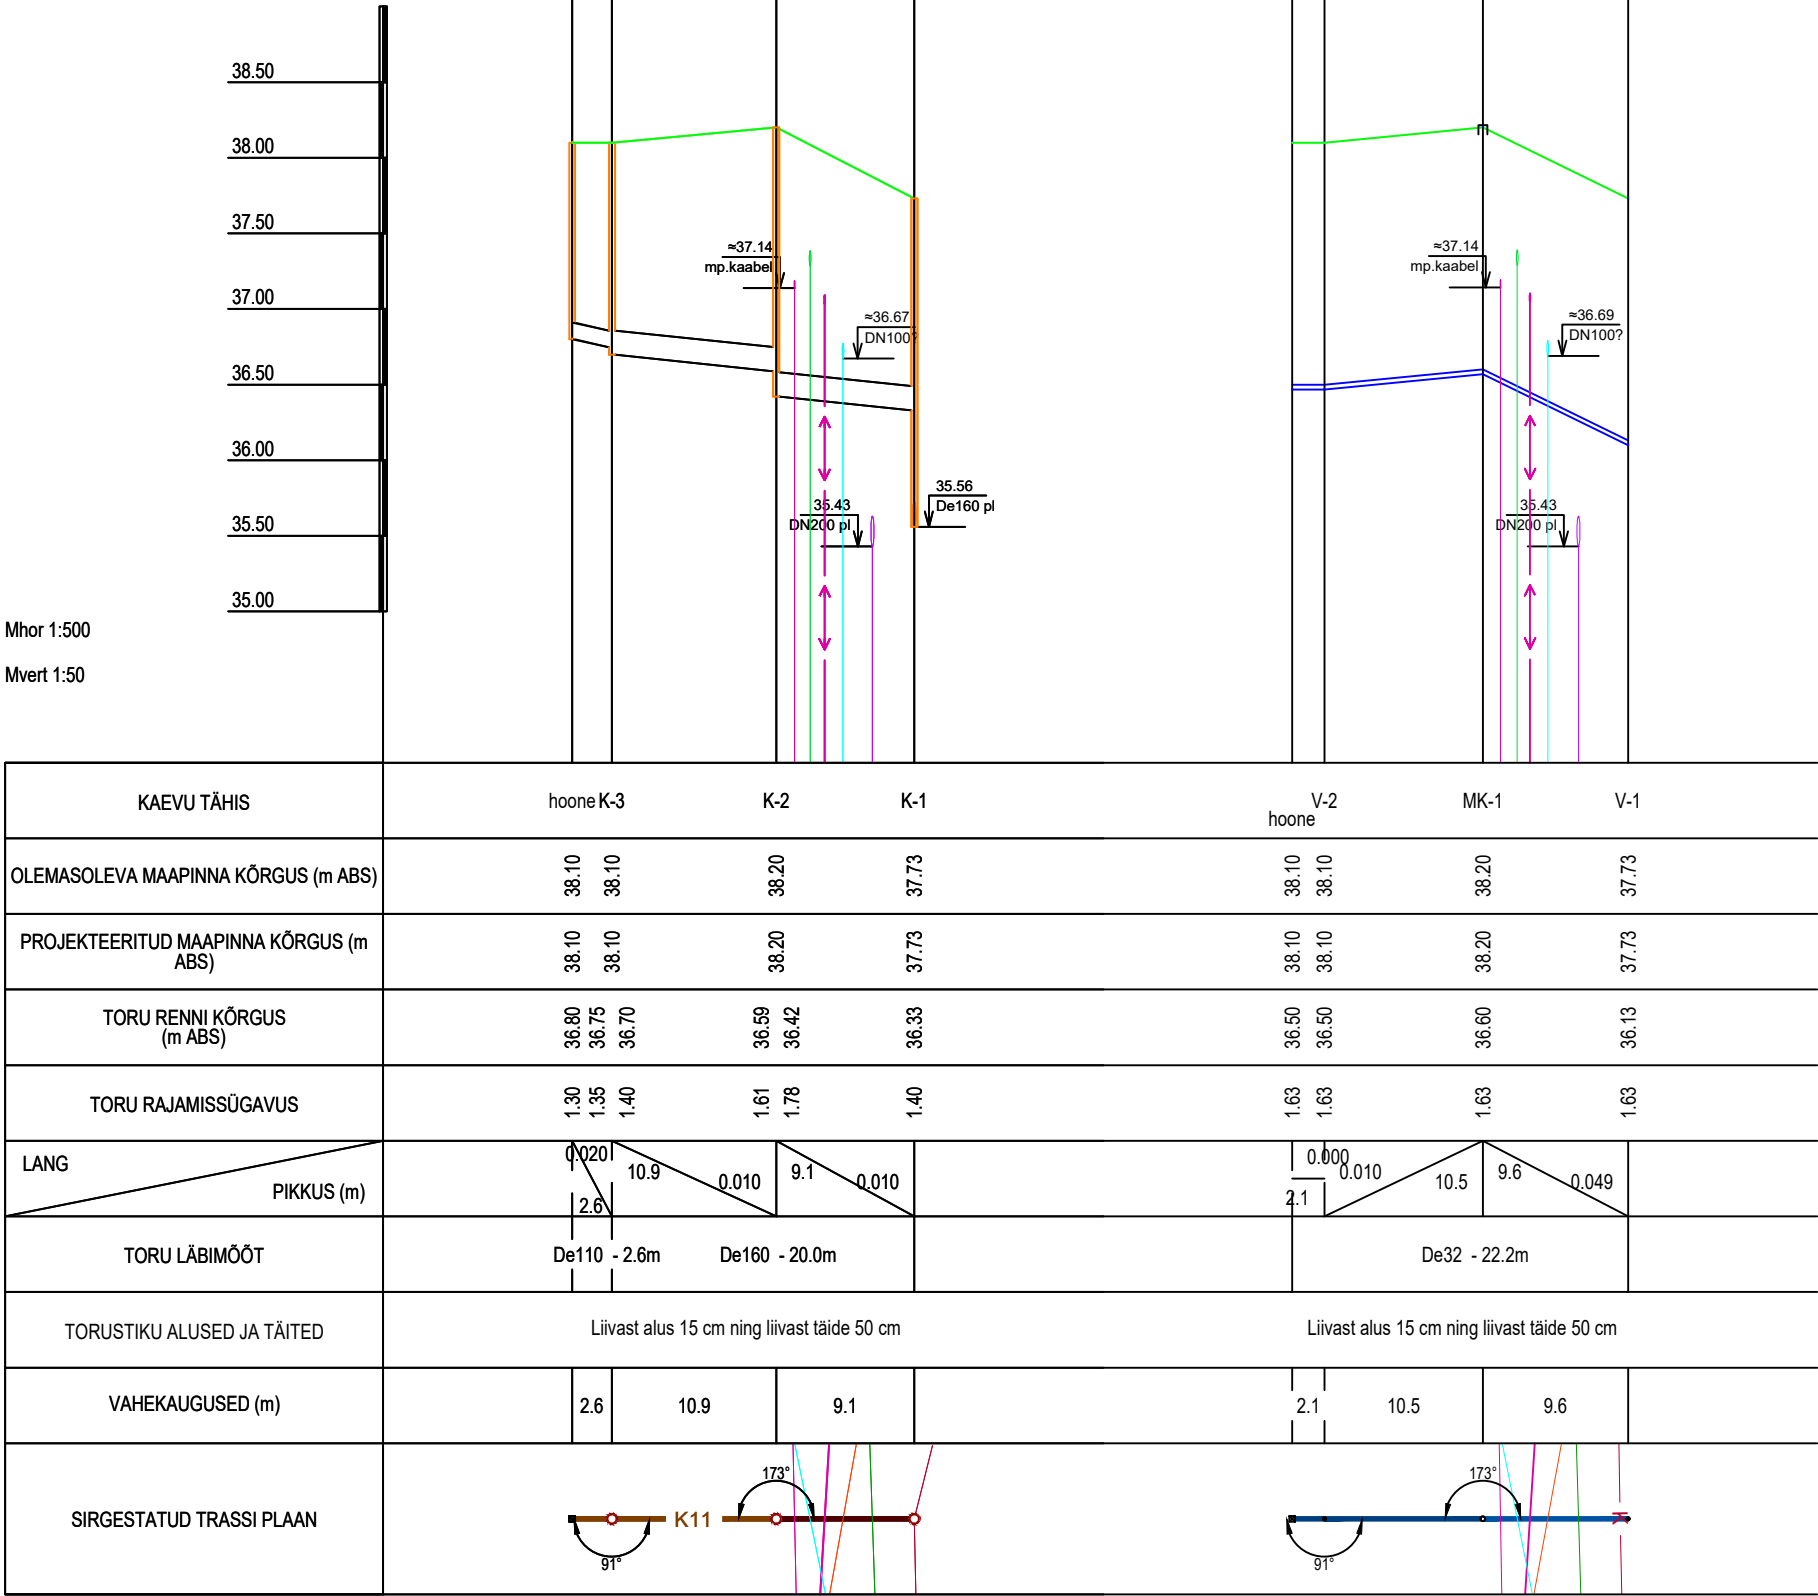 38.50
38.00
37.50
37.00
36.50
36.00
35.50
35.00
Mhor 1:500
Mvert 1:50
≈37.14
mp.kaabel
≈36.67
DN100?
35.43
DN200 pl
35.56
De160 pl
≈37.14
mp.kaabel
≈36.69
DN100?
35.43
DN200 pl
KAEVU TÄHIS
hoone K-3 K-2 K-1
V-2 MK-1 V-1
hoone
OLEMASOLEVA MAAPINNA KÕRGUS (m ABS)
38.10 38.10 38.20 37.73
38.10 38.10 38.20 37.73
PROJEKTEERITUD MAAPINNA KÕRGUS (m
ABS)
38.10 38.10 38.20 37.73
38.10 38.10 38.20 37.73
TORU RENNI KÕRGUS
(m ABS)
36.80 36.75 36.70 36.59 36.42 36.33
36.50 36.50 36.60 36.13
TORU RAJAMISSÜGAVUS
1.30 1.35 1.40 1.61 1.78 1.40
1.63 1.63 1.63 1.63
LANG
PIKKUS (m)
0.020
2.6
10.9
0.010
9.1
0.010
0.000
2.1
0.010
10.5
9.6
0.049
TORU LÄBIMÕÕT
De110 - 2.6m
De160 - 20.0m
De32 - 22.2m
TORUSTIKU ALUSED JA TÄITED
Liivast alus 15 cm ning liivast täide 50 cm
Liivast alus 15 cm ning liivast täide 50 cm
VAHEKAUGUSED (m)
2.6 10.9 9.1
2.1 10.5 9.6
SIRGESTATUD TRASSI PLAAN
91°
K11
173°
91°
173°